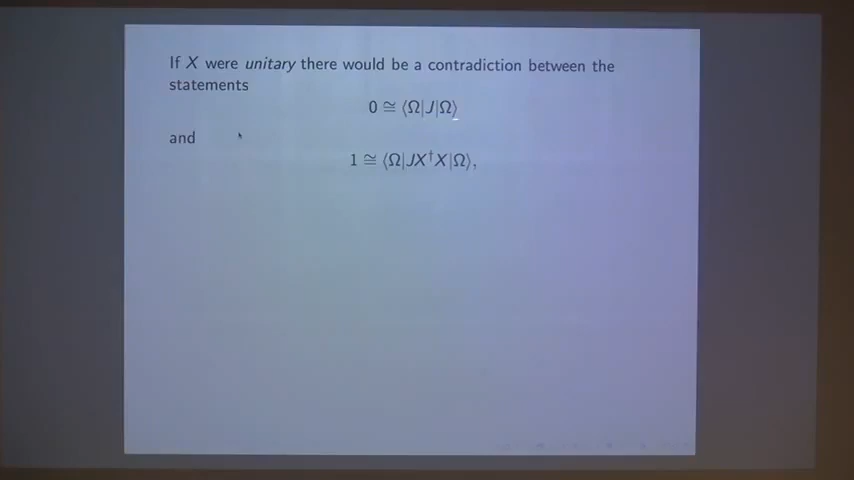 If X were unitary there would be a contradiction between the
statements
0 ≅ ⟨Ω|J|Ω⟩
and
1 ≅ ⟨Ω|JX†X|Ω⟩,